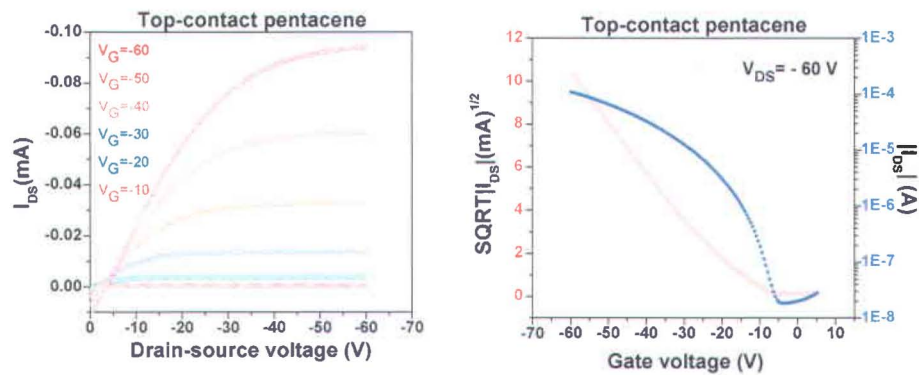 Top-contact pentacene
-0.10
-0.08
-0.06
-0.04
-0.02
0.00
I_DS(mA)
V_G=-60
V_G=-50
V_G=-40
V_G=-30
V_G=-20
V_G=-10
0 -10 -20 -30 -40 -50 -60 -70
Drain-source voltage (V)
Top-contact pentacene
12
10
8
6
4
2
0
SQRT|I_DS|(mA)^1/2
V_DS= - 60 V
1E-3
1E-4
1E-5
1E-6
1E-7
1E-8
|I_DS| (A)
-70 -60 -50 -40 -30 -20 -10 0 10
Gate voltage (V)